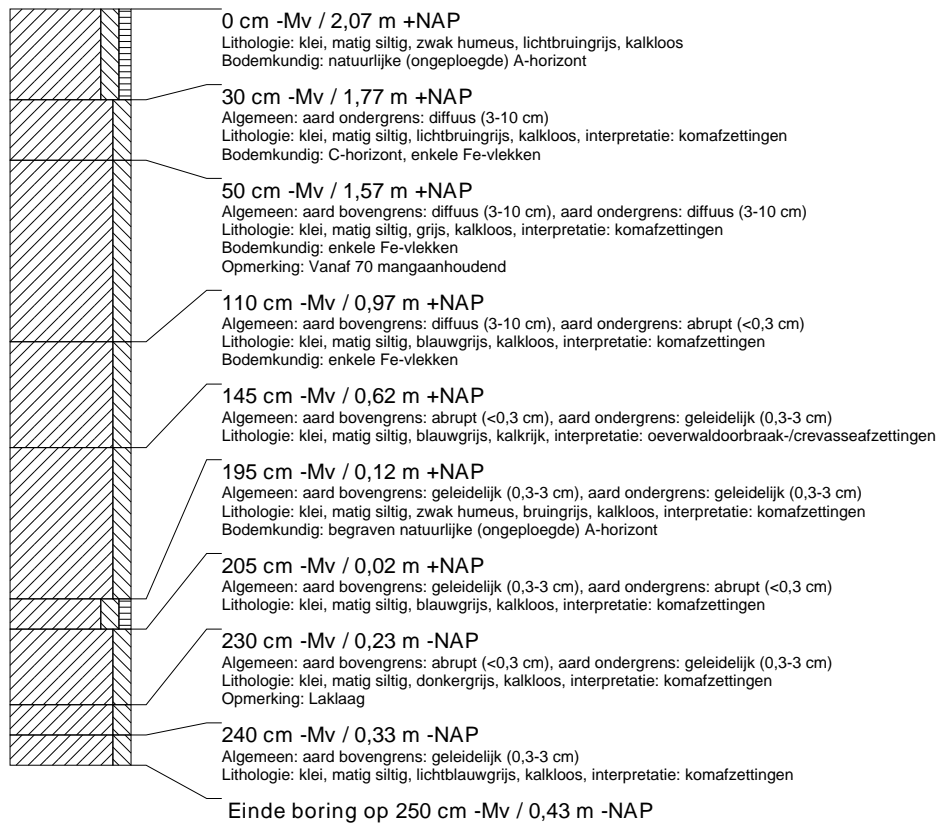 0 cm -Mv / 2,07 m +NAP
Lithologie: klei, matig siltig, zwak humeus, lichtbruingrijs, kalkloos
Bodemkundig: natuurlijke (ongeploegde) A-horizont
30 cm -Mv / 1,77 m +NAP
Algemeen: aard ondergrens: diffuus (3-10 cm)
Lithologie: klei, matig siltig, lichtbruingrijs, kalkloos, interpretatie: komafzettingen
Bodemkundig: C-horizont, enkele Fe-vlekken
50 cm -Mv / 1,57 m +NAP
Algemeen: aard bovengrens: diffuus (3-10 cm), aard ondergrens: diffuus (3-10 cm)
Lithologie: klei, matig siltig, grijs, kalkloos, interpretatie: komafzettingen
Bodemkundig: enkele Fe-vlekken
Opmerking: Vanaf 70 mangaanhoudend
110 cm -Mv / 0,97 m +NAP
Algemeen: aard bovengrens: diffuus (3-10 cm), aard ondergrens: abrupt (<0,3 cm)
Lithologie: klei, matig siltig, blauwgrijs, kalkloos, interpretatie: komafzettingen
Bodemkundig: enkele Fe-vlekken
145 cm -Mv / 0,62 m +NAP
Algemeen: aard bovengrens: abrupt (<0,3 cm), aard ondergrens: geleidelijk (0,3-3 cm)
Lithologie: klei, matig siltig, blauwgrijs, kalkrijk, interpretatie: oeverwaldoorbraak-/crevasseafzettingen
195 cm -Mv / 0,12 m +NAP
Algemeen: aard bovengrens: geleidelijk (0,3-3 cm), aard ondergrens: geleidelijk (0,3-3 cm)
Lithologie: klei, matig siltig, zwak humeus, bruingrijs, kalkloos, interpretatie: komafzettingen
Bodemkundig: begraven natuurlijke (ongeploegde) A-horizont
205 cm -Mv / 0,02 m +NAP
Algemeen: aard bovengrens: geleidelijk (0,3-3 cm), aard ondergrens: abrupt (<0,3 cm)
Lithologie: klei, matig siltig, blauwgrijs, kalkloos, interpretatie: komafzettingen
230 cm -Mv / 0,23 m -NAP
Algemeen: aard bovengrens: abrupt (<0,3 cm), aard ondergrens: geleidelijk (0,3-3 cm)
Lithologie: klei, matig siltig, donkergrijs, kalkloos, interpretatie: komafzettingen
Opmerking: Laklaag
240 cm -Mv / 0,33 m -NAP
Algemeen: aard bovengrens: geleidelijk (0,3-3 cm)
Lithologie: klei, matig siltig, lichtblauwgrijs, kalkloos, interpretatie: komafzettingen
Einde boring op 250 cm -Mv / 0,43 m -NAP